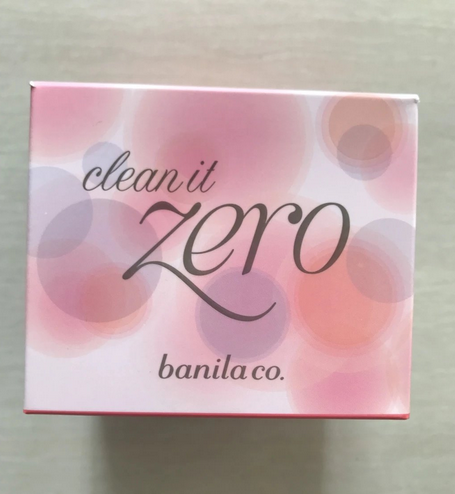 clean it
zero
banila co.